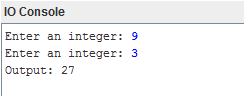 IO Console
Enter an integer: 9
Enter an integer: 3
Output: 27